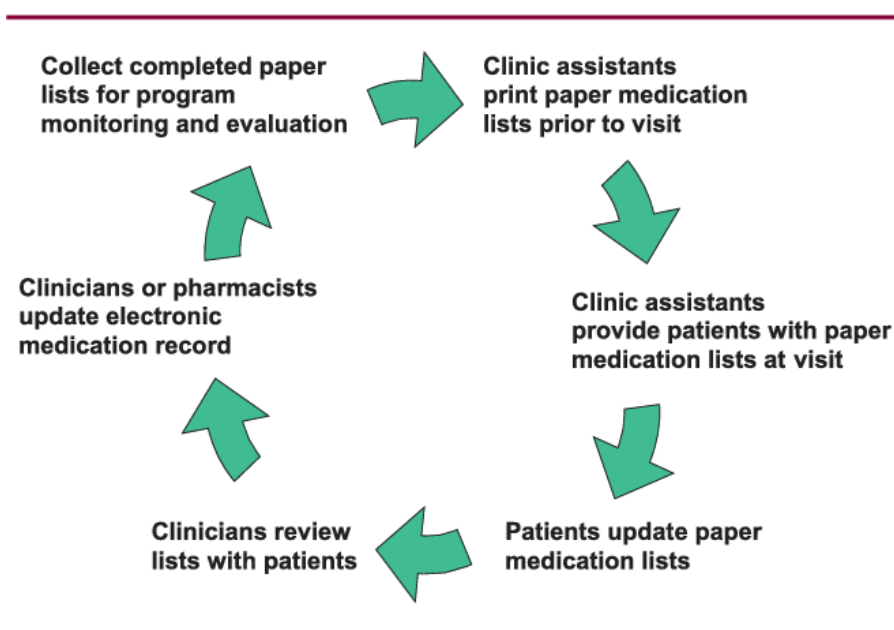 Collect completed paper
lists for program
monitoring and evaluation
Clinic assistants
print paper medication
lists prior to visit
Clinic assistants
provide patients with paper
medication lists at visit
Patients update paper
medication lists
Clinicians review
lists with patients
Clinicians or pharmacists
update electronic
medication record